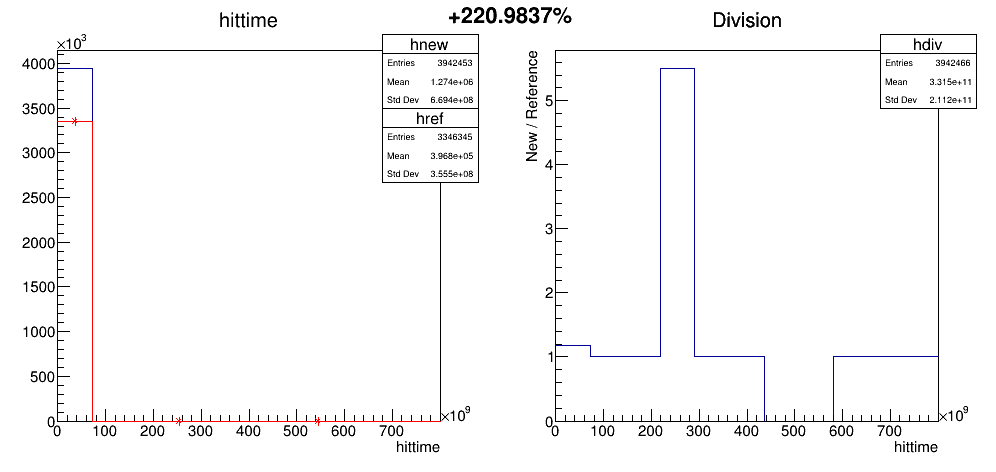 +220.9837%
hittime
×10³
hnew
Entries 3942453
Mean 1.274e+06
Std Dev 6.694e+08
href
Entries 3346345
Mean 3.968e+05
Std Dev 3.555e+08
4000
3500
3000
2500
2000
1500
1000
500
0
0 100 200 300 400 500 600 700
×10⁹
hittime
Division
hdiv
Entries 3942466
Mean 3.315e+11
Std Dev 2.112e+11
New / Reference
5
4
3
2
1
0
0 100 200 300 400 500 600 700
×10⁹
hittime